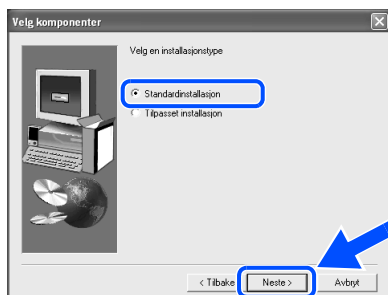 Velg komponenter
Velg en installasjonstype
Standardinstallasjon
Tilpasset installasjon
< Tilbake Neste > Avbryt